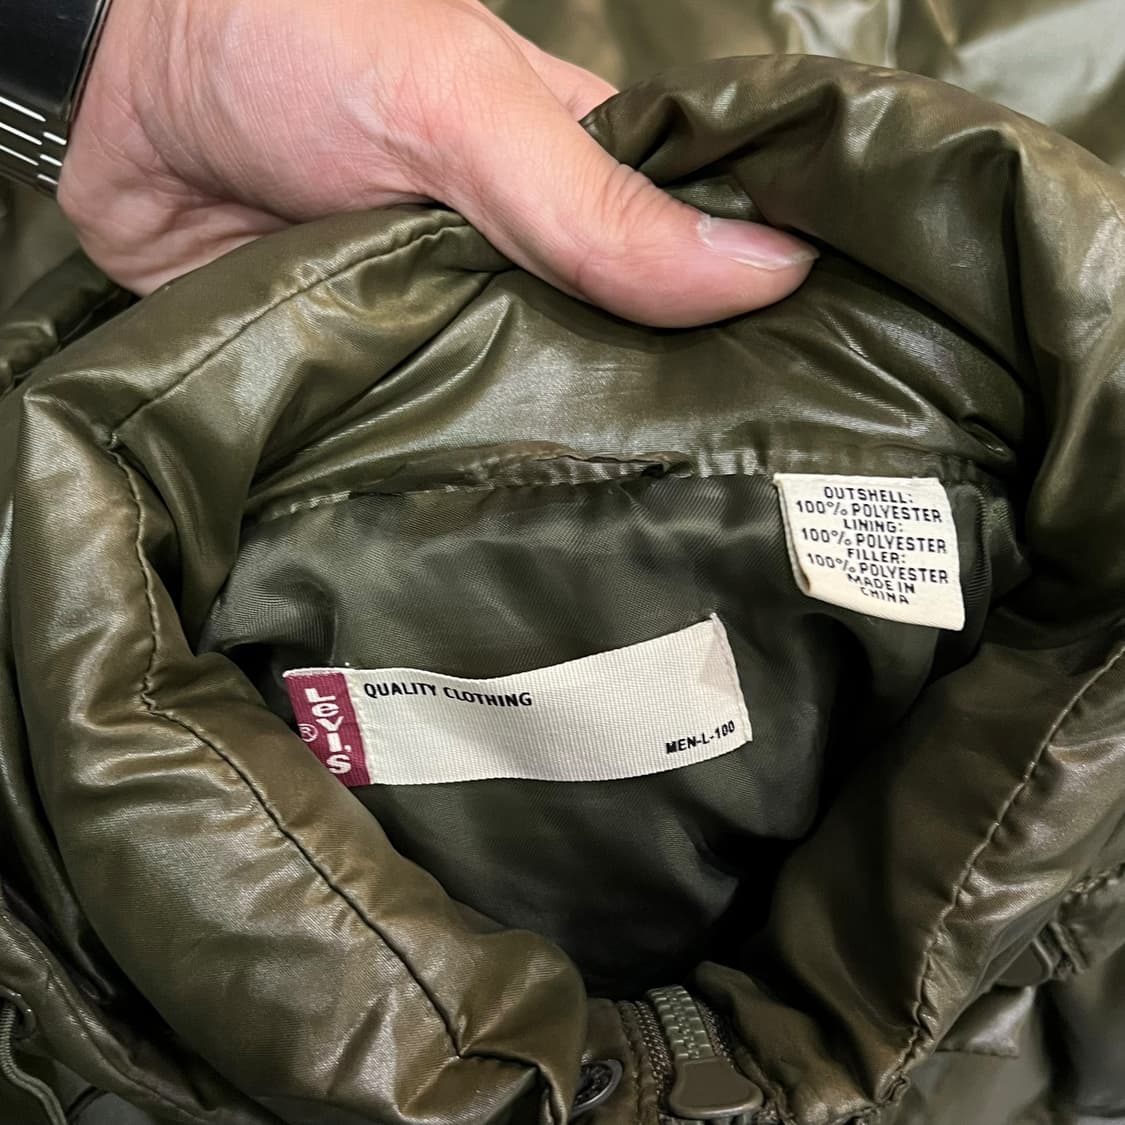 OUTSHELL:
100% POLYESTER
LINING:
100% POLYESTER
FILLER:
100% POLYESTER
MADE IN
CHINA
Levi's
®
QUALITY CLOTHING
MEN-L-100